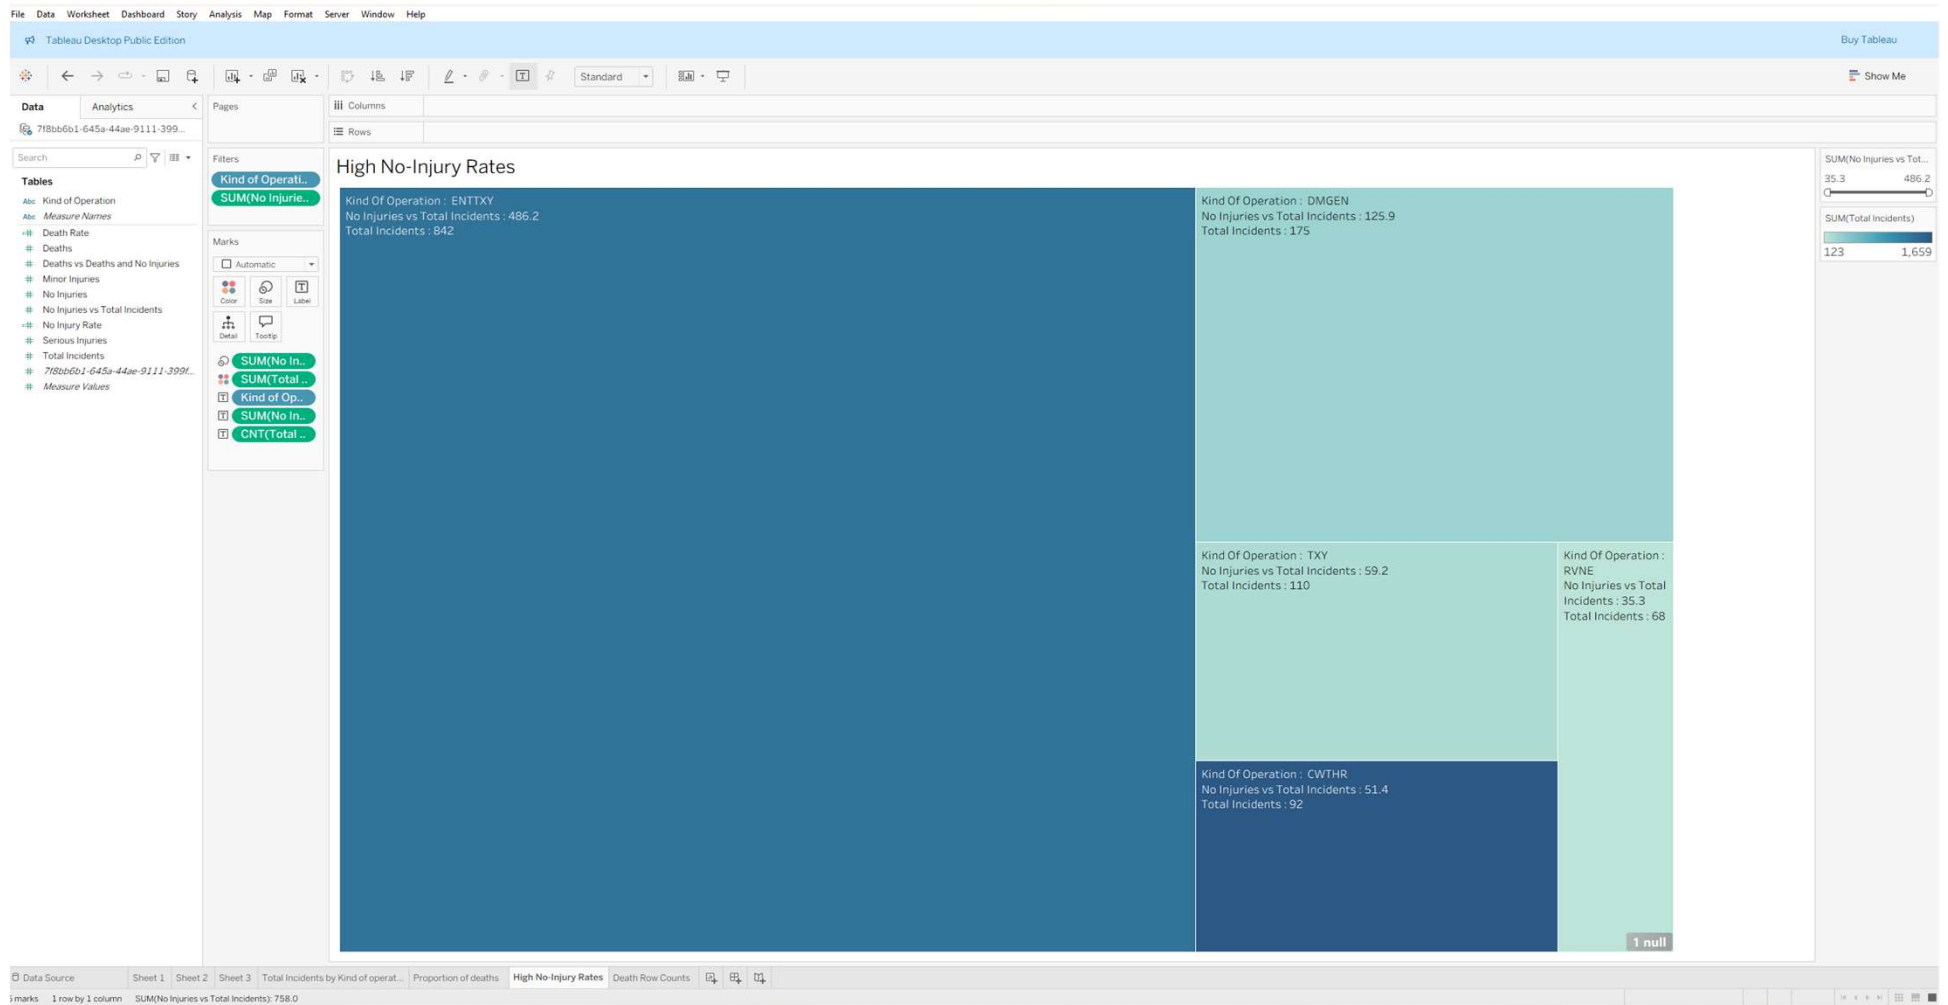 File Data Worksheet Dashboard Story Analysis Map Format Server Window Help
Tableau Desktop Public Edition
Buy Tableau
Standard
Show Me
Data
Analytics
7f8bb6b1-645a-44ae-9111-399...
Search
Tables
Abc Kind of Operation
Abc Measure Names
=# Death Rate
# Deaths
# Deaths vs Deaths and No Injuries
# Minor Injuries
# No Injuries
# No Injuries vs Total Incidents
=# No Injury Rate
# Serious Injuries
# Total Incidents
# 7f8bb6b1-645a-44ae-9111-399f...
# Measure Values
Pages
Filters
Kind of Operati..
SUM(No Injurie..
Marks
Automatic
Color
Size
Label
Detail
Tooltip
SUM(No In..
SUM(Total ..
Kind of Op..
SUM(No In..
CNT(Total ..
Columns
Rows
High No-Injury Rates
Kind Of Operation : ENTTXY
No Injuries vs Total Incidents : 486.2
Total Incidents : 842
Kind Of Operation : DMGEN
No Injuries vs Total Incidents : 125.9
Total Incidents : 175
Kind Of Operation : TXY
No Injuries vs Total Incidents : 59.2
Total Incidents : 110
Kind Of Operation :
RVNE
No Injuries vs Total
Incidents : 35.3
Total Incidents : 68
Kind Of Operation : CWTHR
No Injuries vs Total Incidents : 51.4
Total Incidents : 92
1 null
SUM(No Injuries vs Tot...
35.3 486.2
SUM(Total Incidents)
123 1,659
Data Source
Sheet 1
Sheet 2
Sheet 3
Total Incidents by Kind of operat...
Proportion of deaths
High No-Injury Rates
Death Row Counts
marks 1 row by 1 column SUM(No Injuries vs Total Incidents): 758.0